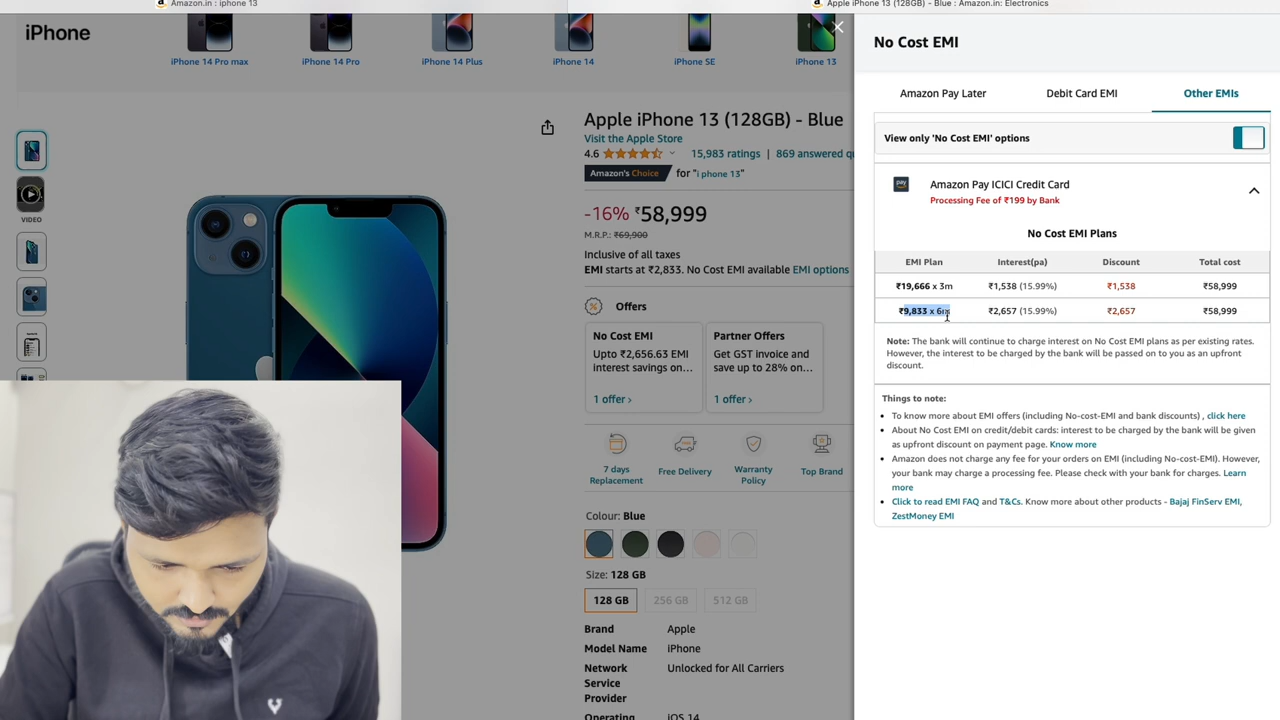 Amazon.in : iphone 13
Apple iPhone 13 (128GB) - Blue : Amazon.in: Electronics
iPhone
iPhone 14 Pro max
iPhone 14 Pro
iPhone 14 Plus
iPhone 14
iPhone SE
iPhone 13
VIDEO
Apple iPhone 13 (128GB) - Blue
Visit the Apple Store
4.6
15,983 ratings | 869 answered qu
Amazon's Choice for "i phone 13"
-16% ₹58,999
M.R.P.: ₹69,900
Inclusive of all taxes
EMI starts at ₹2,833. No Cost EMI available EMI options
Offers
No Cost EMI
Upto ₹2,656.63 EMI
interest savings on…
1 offer ›
Partner Offers
Get GST invoice and
save up to 28% on…
1 offer ›
7 days
Replacement
Free Delivery
Warranty
Policy
Top Brand
Colour: Blue
Size: 128 GB
128 GB
256 GB
512 GB
Brand Apple
Model Name iPhone
Network Unlocked for All Carriers
Service
Provider
Operating iOS 14
No Cost EMI
Amazon Pay Later
Debit Card EMI
Other EMIs
View only 'No Cost EMI' options
pay
Amazon Pay ICICI Credit Card
Processing Fee of ₹199 by Bank
No Cost EMI Plans
EMI Plan Interest(pa) Discount Total cost
₹19,666 x 3m ₹1,538 (15.99%) ₹1,538 ₹58,999
₹9,833 x 6m ₹2,657 (15.99%) ₹2,657 ₹58,999
Note: The bank will continue to charge interest on No Cost EMI plans as per existing rates.
However, the interest to be charged by the bank will be passed on to you as an upfront
discount.
Things to note:
To know more about EMI offers (including No-cost-EMI and bank discounts) , click here
About No Cost EMI on credit/debit cards: interest to be charged by the bank will be given
as upfront discount on payment page. Know more
Amazon does not charge any fee for your orders on EMI (including No-cost-EMI). However,
your bank may charge a processing fee. Please check with your bank for charges. Learn
more
Click to read EMI FAQ and T&Cs. Know more about other products - Bajaj FinServ EMI,
ZestMoney EMI